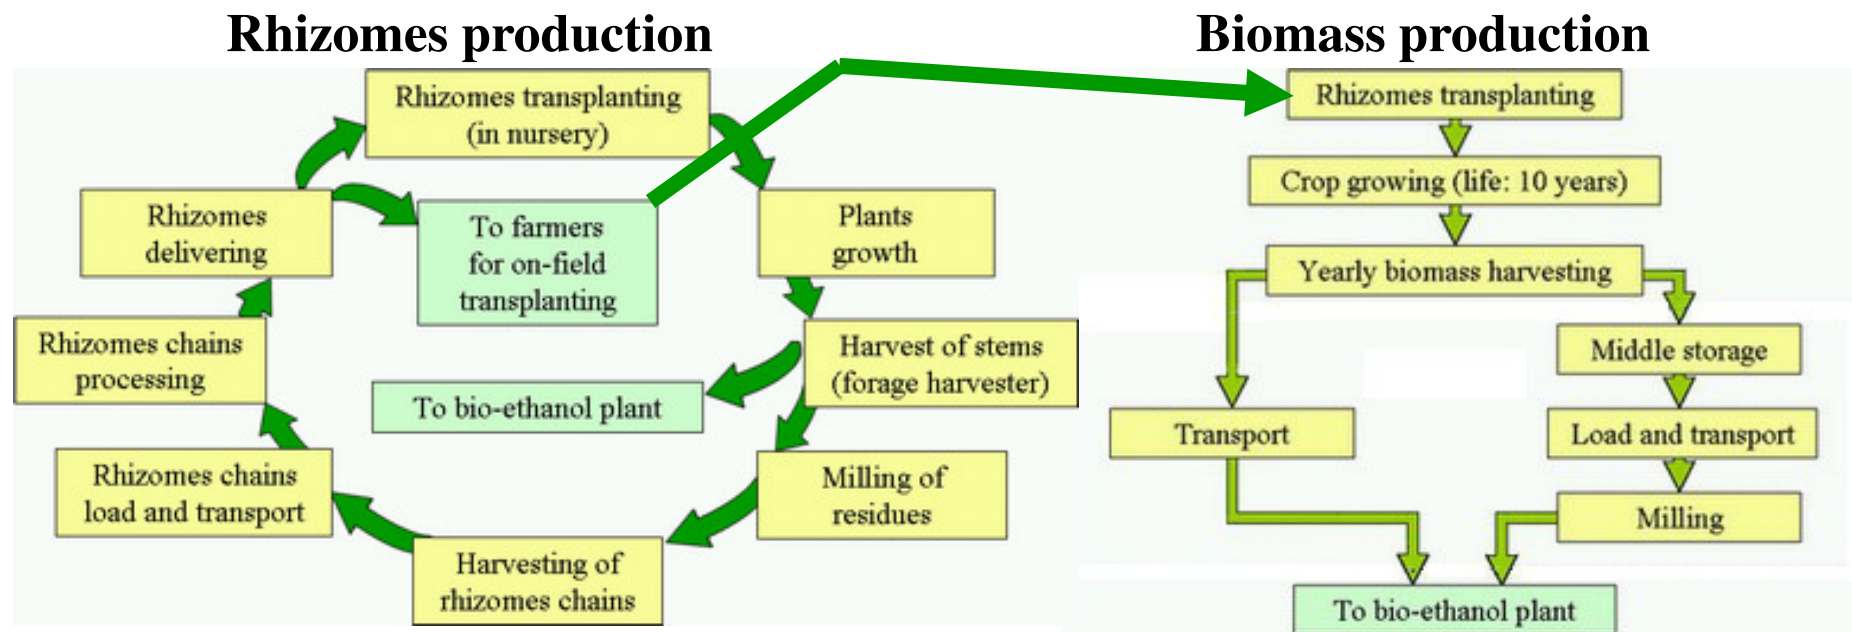 Rhizomes production
Rhizomes transplanting
(in nursery)
Plants
growth
Harvest of stems
(forage harvester)
To bio-ethanol plant
Milling of
residues
Harvesting of
rhizomes chains
Rhizomes chains
load and transport
Rhizomes chains
processing
Rhizomes
delivering
To farmers
for on-field
transplanting
Biomass production
Rhizomes transplanting
Crop growing (life: 10 years)
Yearly biomass harvesting
Transport
Middle storage
Load and transport
Milling
To bio-ethanol plant